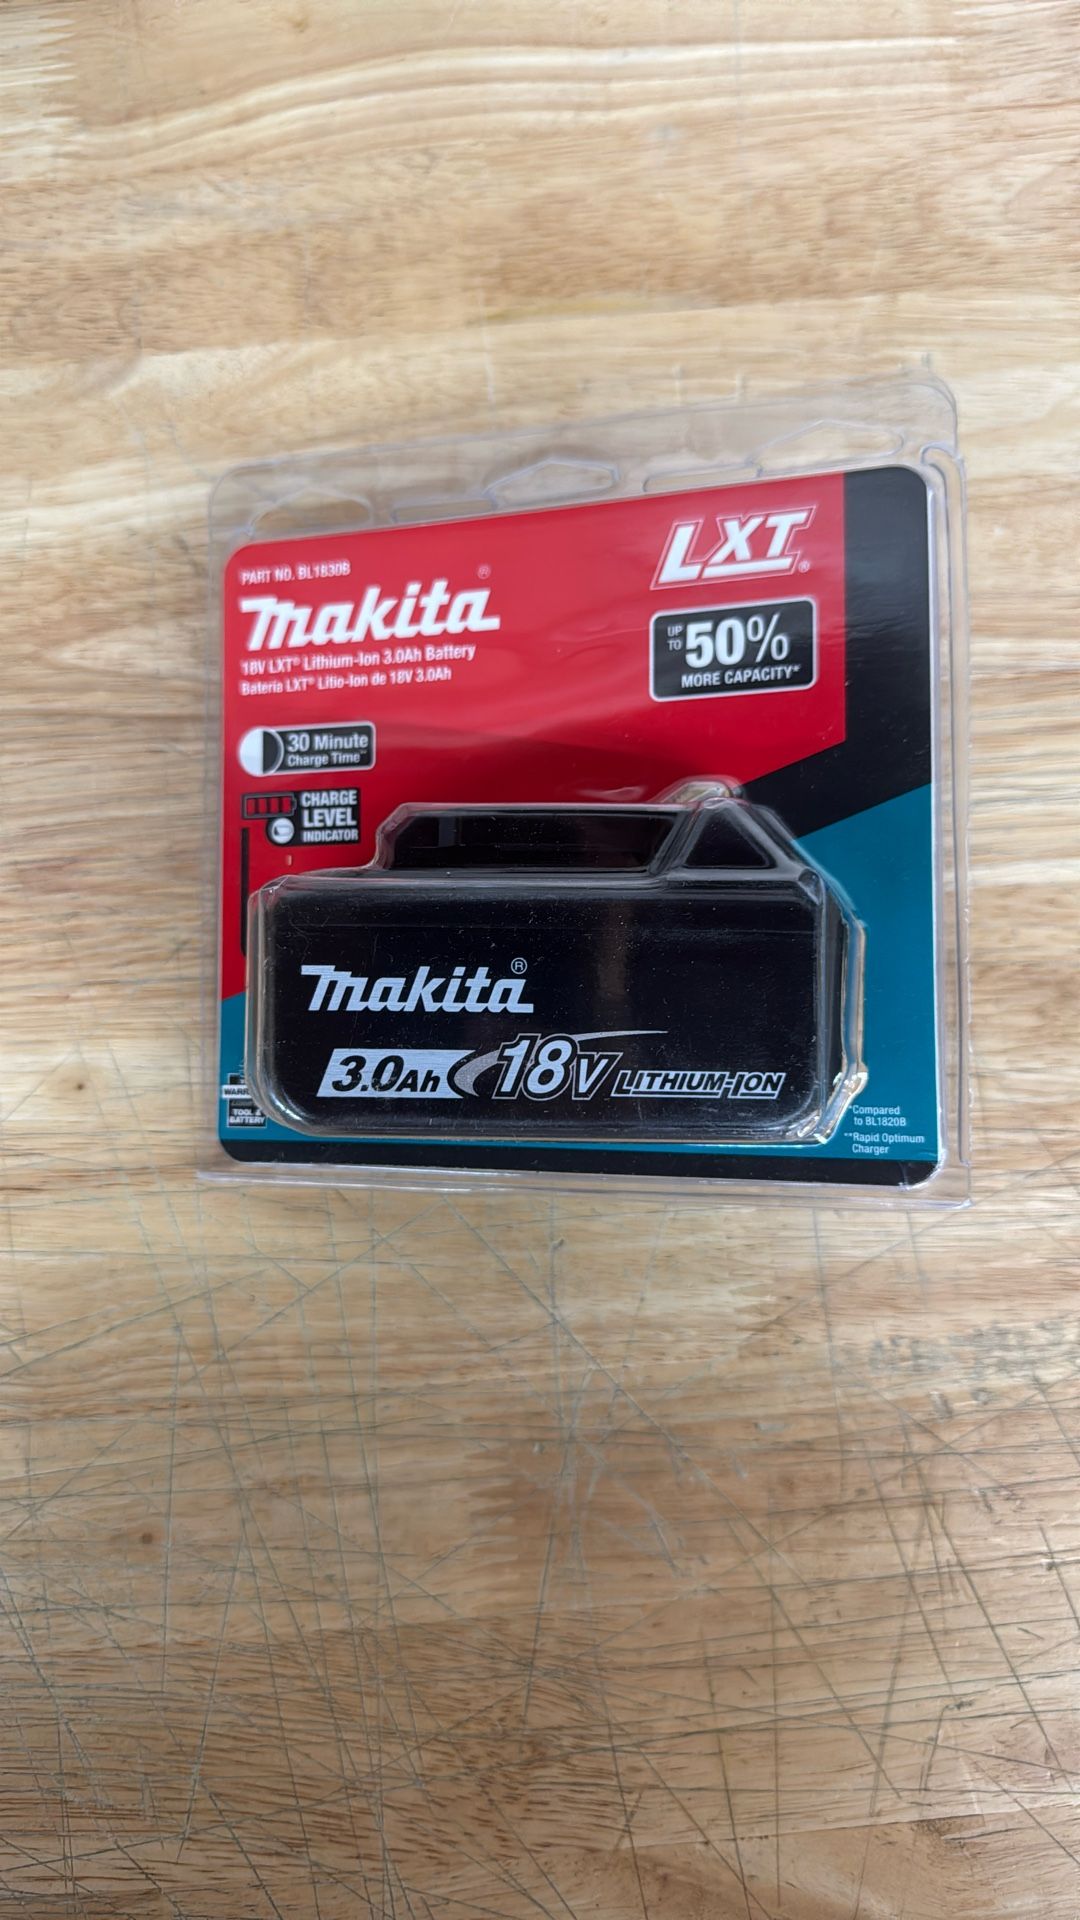 PART NO. BL1830B
makita®
18V LXT® Lithium-Ion 3.0Ah Battery
Batería LXT® Litio-Ion de 18V 3.0Ah
LXT®
UP TO 50%
MORE CAPACITY*
30 Minute
Charge Time**
CHARGE
LEVEL
INDICATOR
makita®
3.0Ah 18V LITHIUM-ION
TOOL &
BATTERY
*Compared
to BL1820B
**Rapid Optimum
Charger